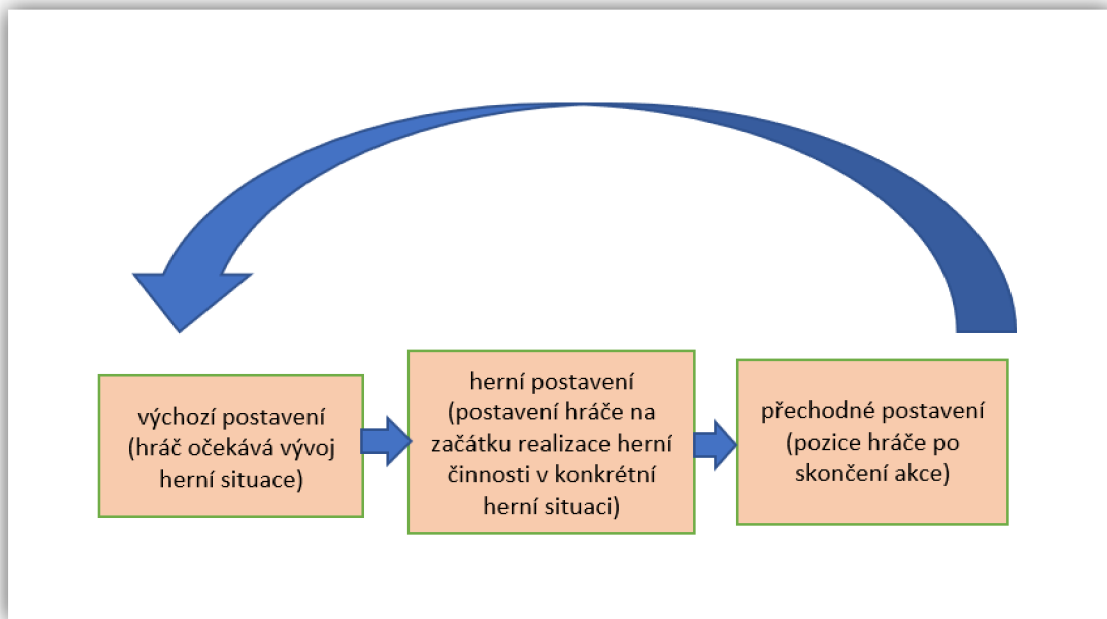 výchozí postavení
(hráč očekává vývoj
herní situace)
herní postavení
(postavení hráče na
začátku realizace herní
činnosti v konkrétní
herní situaci)
přechodné postavení
(pozice hráče po
skončení akce)